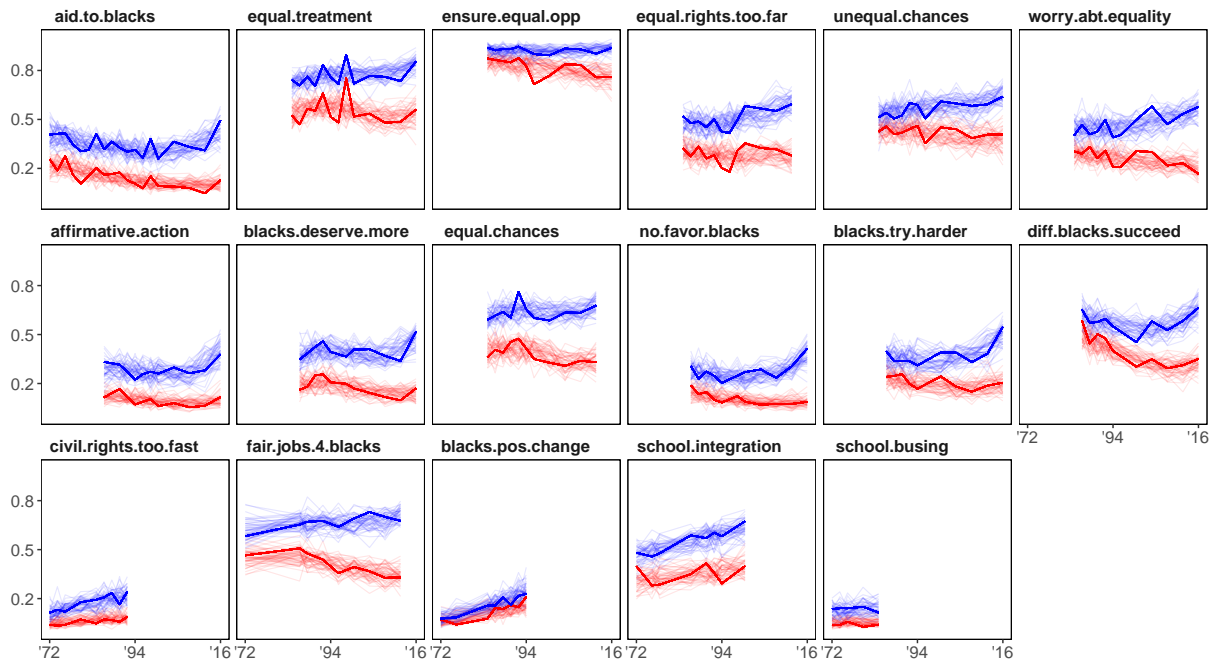 aid.to.blacks equal.treatment ensure.equal.opp equal.rights.too.far unequal.chances worry.abt.equality
0.8
0.5
0.2
affirmative.action blacks.deserve.more equal.chances no.favor.blacks blacks.try.harder diff.blacks.succeed
0.8
0.5
0.2
'72 '94 '16
civil.rights.too.fast fair.jobs.4.blacks blacks.pos.change school.integration school.busing
0.8
0.5
0.2
'72 '94 '16 '72 '94 '16 '72 '94 '16 '72 '94 '16 '72 '94 '16